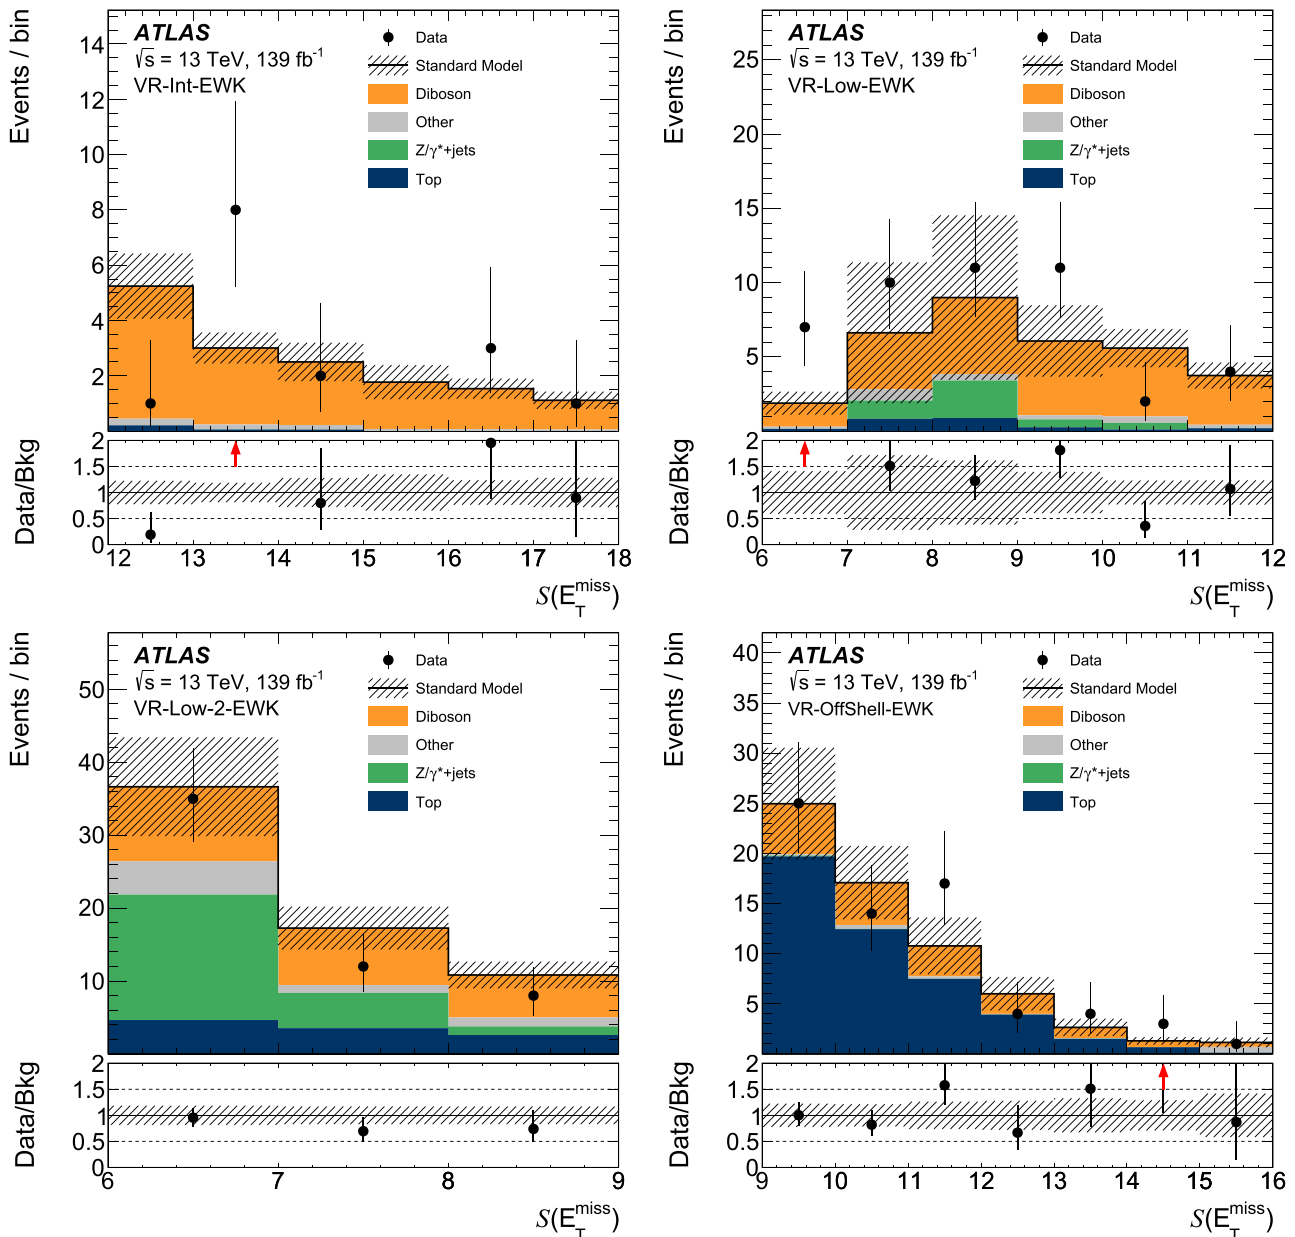 Events / bin
14
12
10
8
6
4
2
ATLAS
√s = 13 TeV, 139 fb⁻¹
VR-Int-EWK
Data
Standard Model
Diboson
Other
Z/γ*+jets
Top
Data/Bkg
2
1.5
1
0.5
0
12 13 14 15 16 17 18
S(E_T^miss)
Events / bin
25
20
15
10
5
ATLAS
√s = 13 TeV, 139 fb⁻¹
VR-Low-EWK
Data
Standard Model
Diboson
Other
Z/γ*+jets
Top
Data/Bkg
2
1.5
1
0.5
0
6 7 8 9 10 11 12
S(E_T^miss)
Events / bin
50
40
30
20
10
ATLAS
√s = 13 TeV, 139 fb⁻¹
VR-Low-2-EWK
Data
Standard Model
Diboson
Other
Z/γ*+jets
Top
Data/Bkg
2
1.5
1
0.5
0
6 7 8 9
S(E_T^miss)
Events / bin
40
35
30
25
20
15
10
5
ATLAS
√s = 13 TeV, 139 fb⁻¹
VR-OffShell-EWK
Data
Standard Model
Diboson
Other
Z/γ*+jets
Top
Data/Bkg
2
1.5
1
0.5
0
9 10 11 12 13 14 15 16
S(E_T^miss)